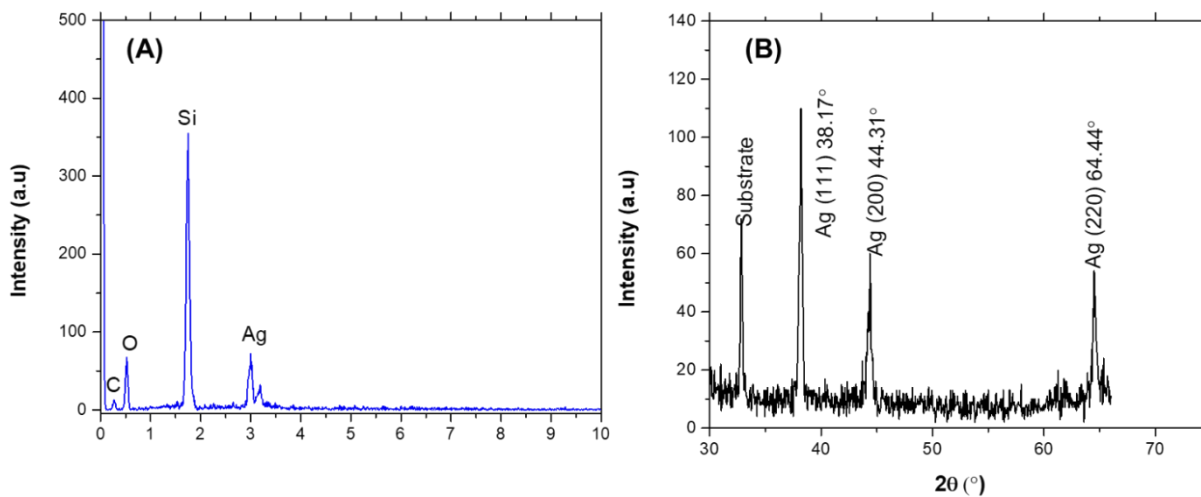 (A)
Intensity (a.u)
500
400
300
200
100
0
C
O
Si
Ag
0 1 2 3 4 5 6 7 8 9 10
(B)
Intensity (a.u)
140
120
100
80
60
40
20
0
Substrate
Ag (111) 38.17°
Ag (200) 44.31°
Ag (220) 64.44°
30 40 50 60 70
2θ (°)